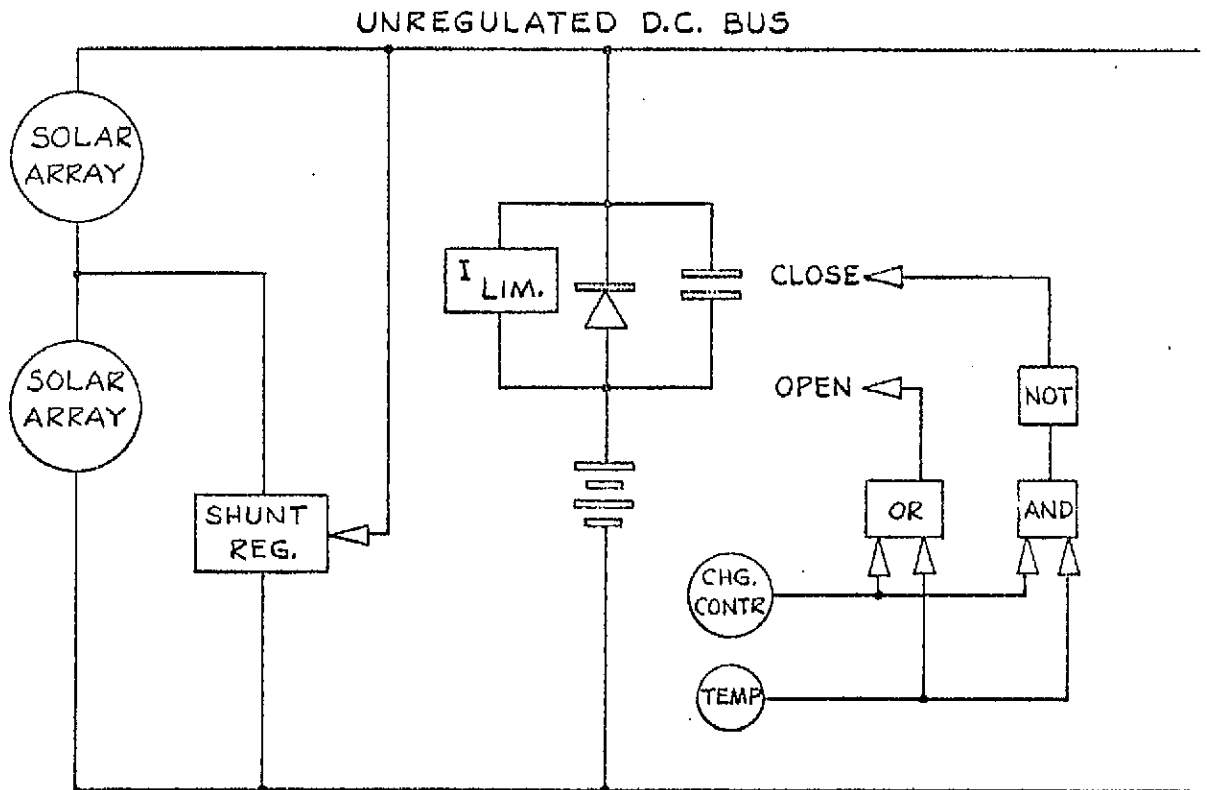 UNREGULATED D.C. BUS
SOLAR
ARRAY
I
LIM.
CLOSE
SOLAR
ARRAY
OPEN
NOT
SHUNT
REG.
OR
AND
CHG.
CONTR
TEMP